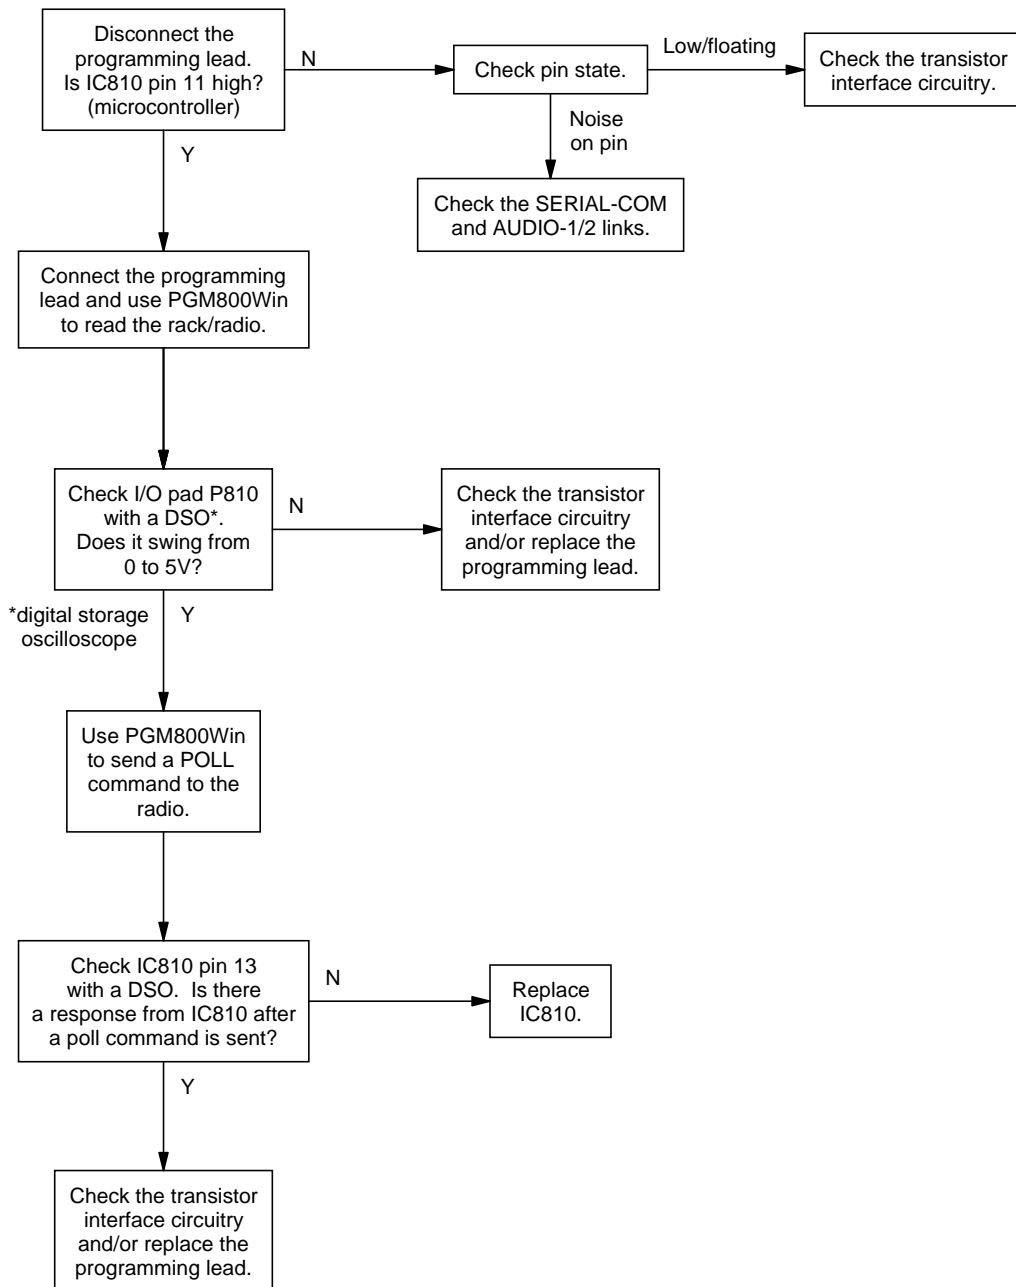 Disconnect the
programming lead.
Is IC810 pin 11 high?
(microcontroller)
N
Check pin state.
Low/floating
Check the transistor
interface circuitry.
Y
Noise
on pin
Check the SERIAL-COM
and AUDIO-1/2 links.
Connect the programming
lead and use PGM800Win
to read the rack/radio.
Check I/O pad P810
with a DSO*.
Does it swing from
0 to 5V?
N
Check the transistor
interface circuitry
and/or replace the
programming lead.
*digital storage
oscilloscope
Y
Use PGM800Win
to send a POLL
command to the
radio.
Check IC810 pin 13
with a DSO.  Is there
a response from IC810 after
a poll command is sent?
N
Replace
IC810.
Y
Check the transistor
interface circuitry
and/or replace the
programming lead.